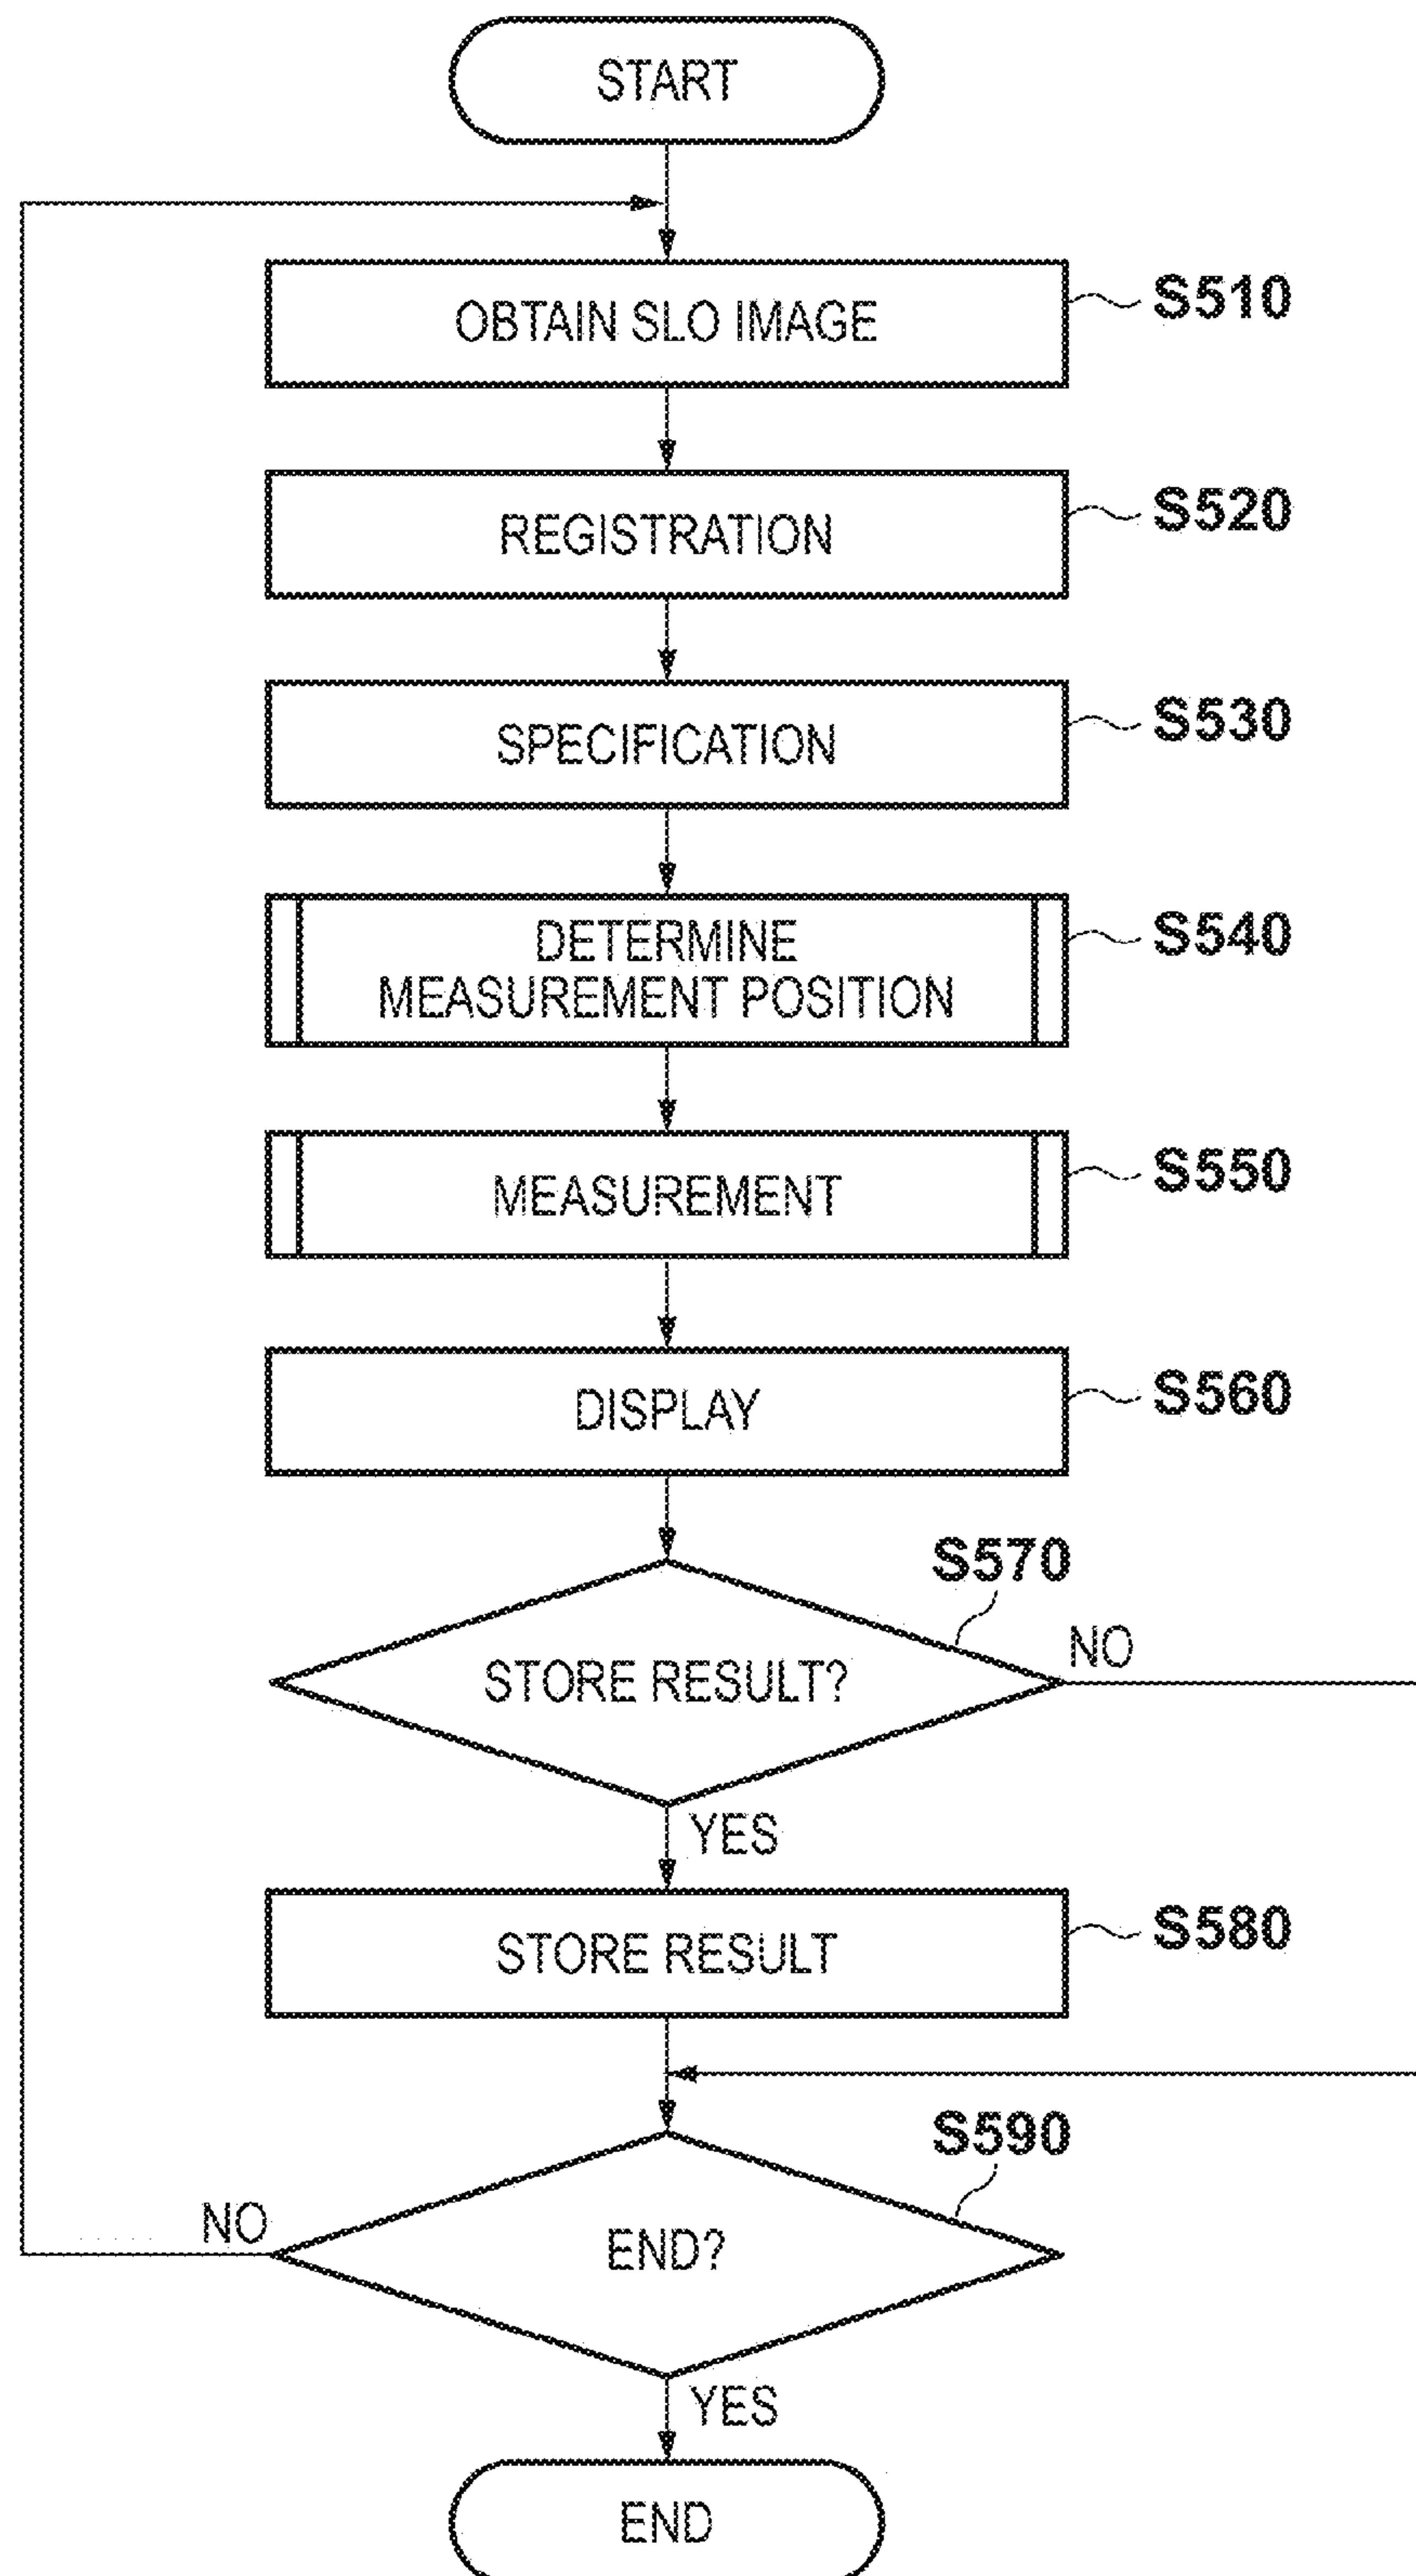 START
OBTAIN SLO IMAGE
S510
REGISTRATION
S520
SPECIFICATION
S530
DETERMINE
MEASUREMENT POSITION
S540
MEASUREMENT
S550
DISPLAY
S560
S570
STORE RESULT?
NO
YES
STORE RESULT
S580
S590
NO
END?
YES
END